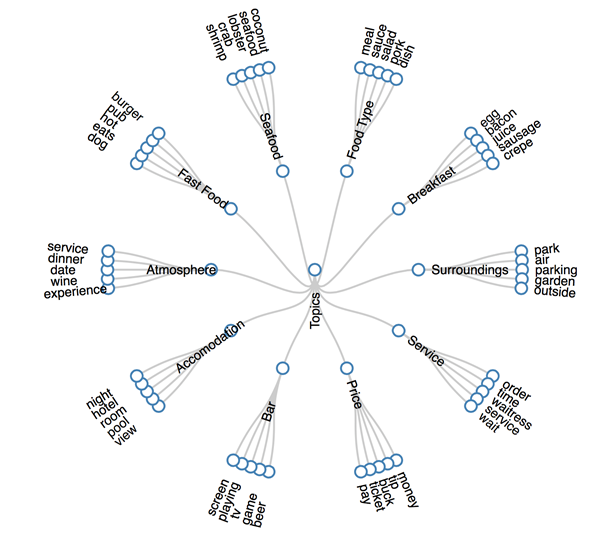 coconut
seafood
lobster
crab
shrimp
Seafood
meal
sauce
salad
pork
dish
Food Type
egg
bacon
juice
sausage
crepe
Breakfast
park
air
parking
garden
outside
Surroundings
order
time
waitress
service
wait
Service
money
tip
buck
ticket
pay
Price
beer
game
tv
playing
screen
Bar
view
pool
room
hotel
night
Accomodation
experience
wine
date
dinner
service
Atmosphere
dog
eats
hot
pub
burger
Fast Food
Topics